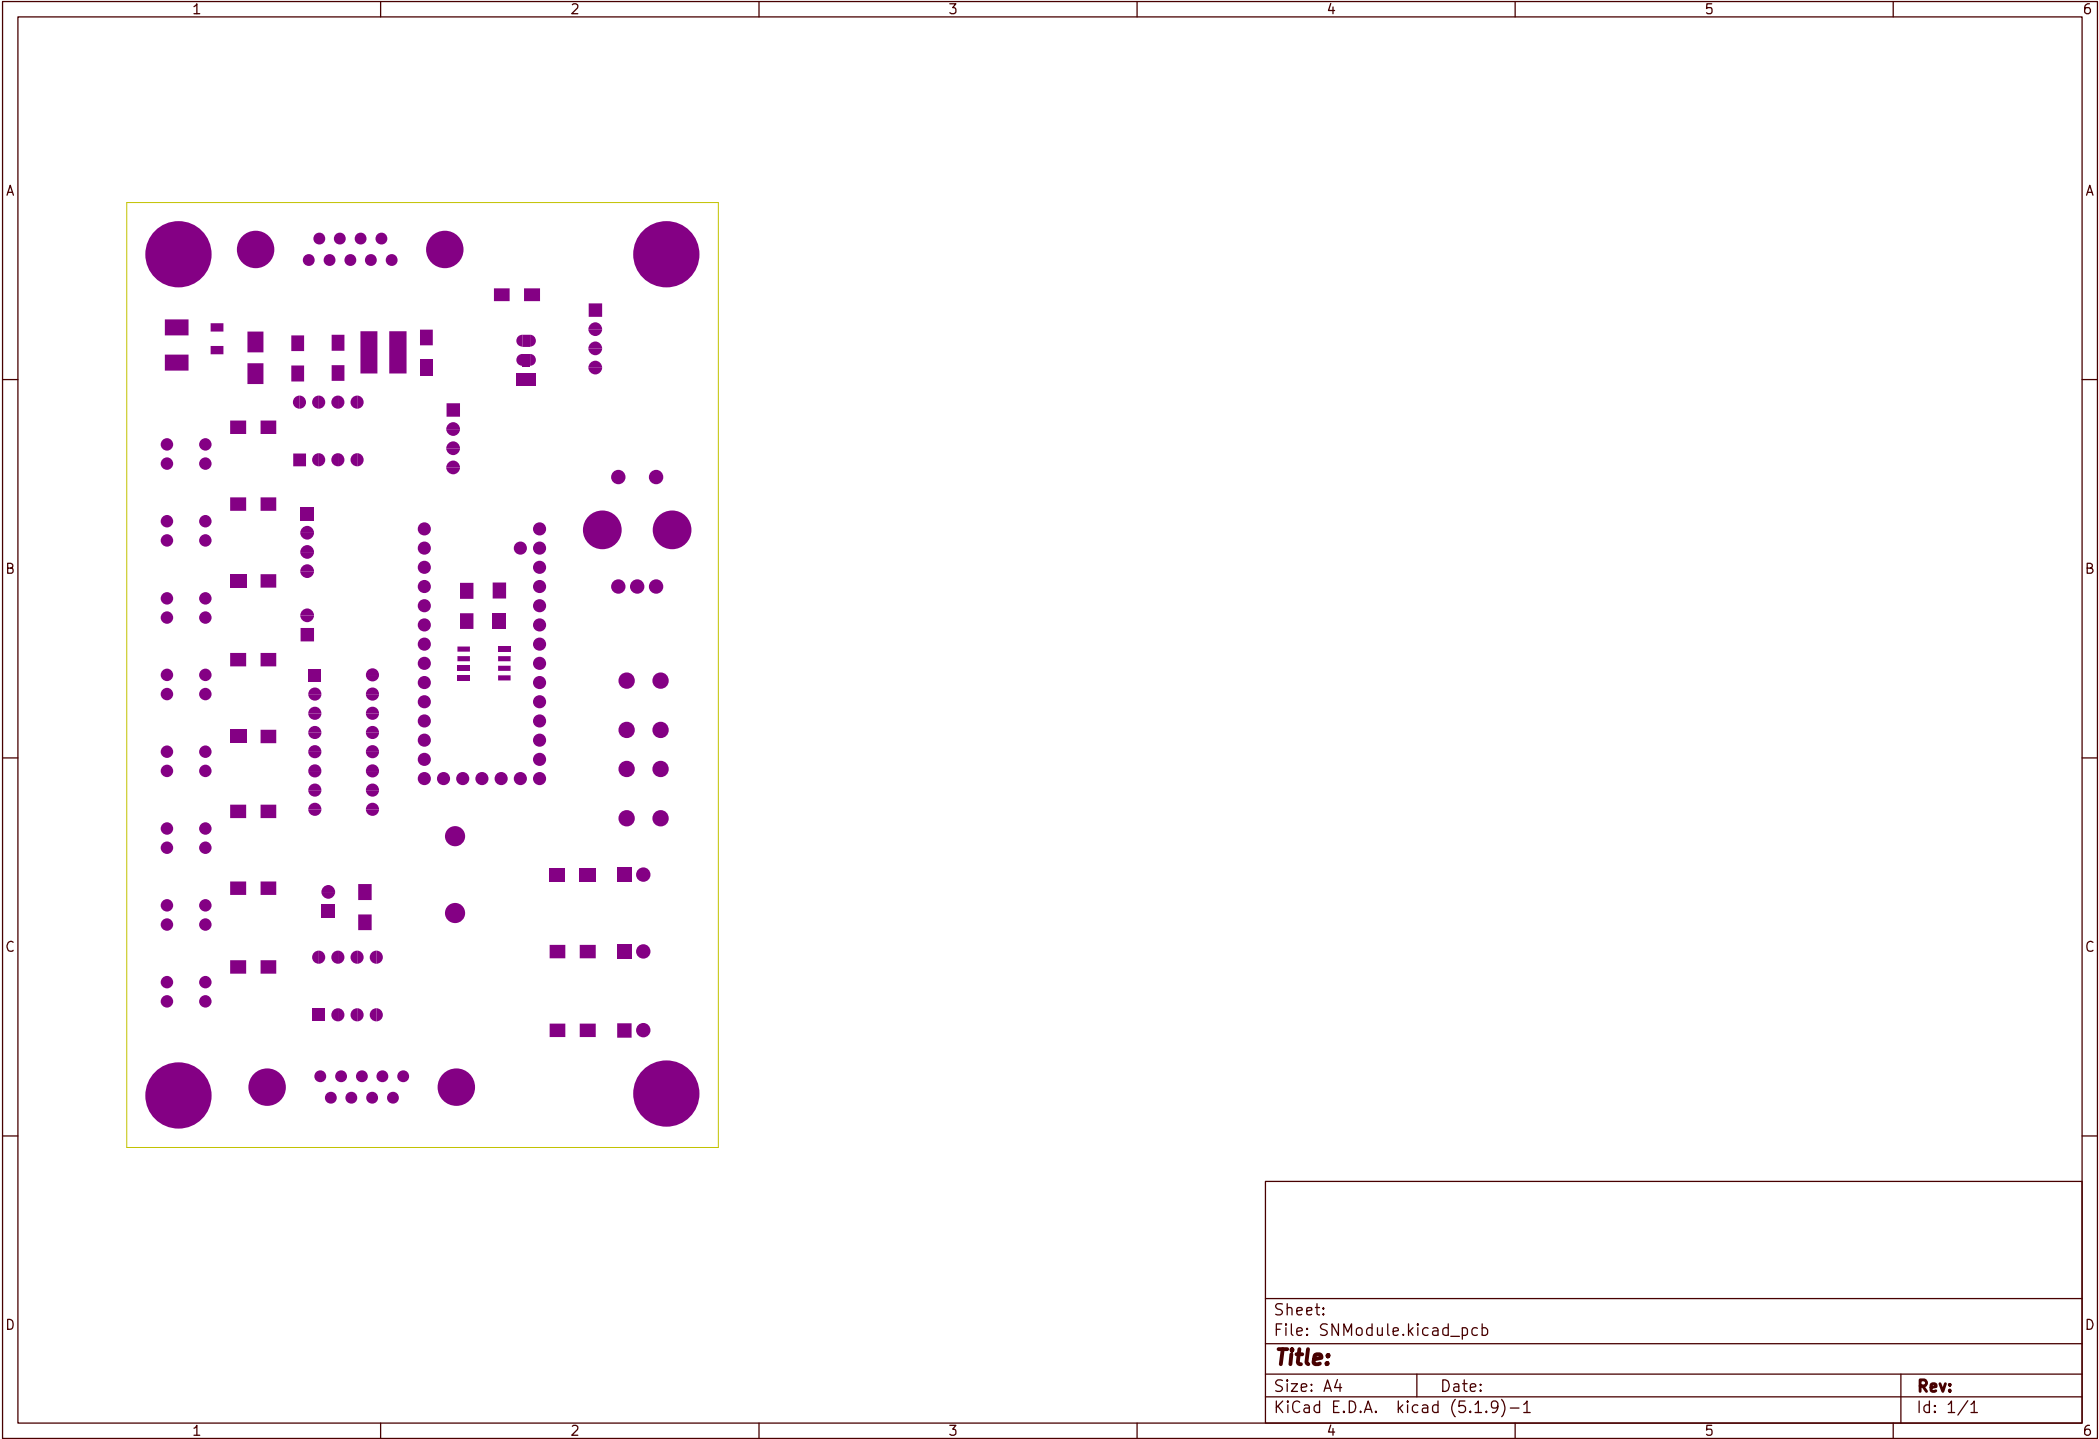 1 2 3 4 5 6
A A
B B
C C
D D
Sheet:
File: SNModule.kicad_pcb
Title:
Size: A4 Date: Rev:
KiCad E.D.A. kicad (5.1.9)-1 Id: 1/1
1 2 3 4 5 6